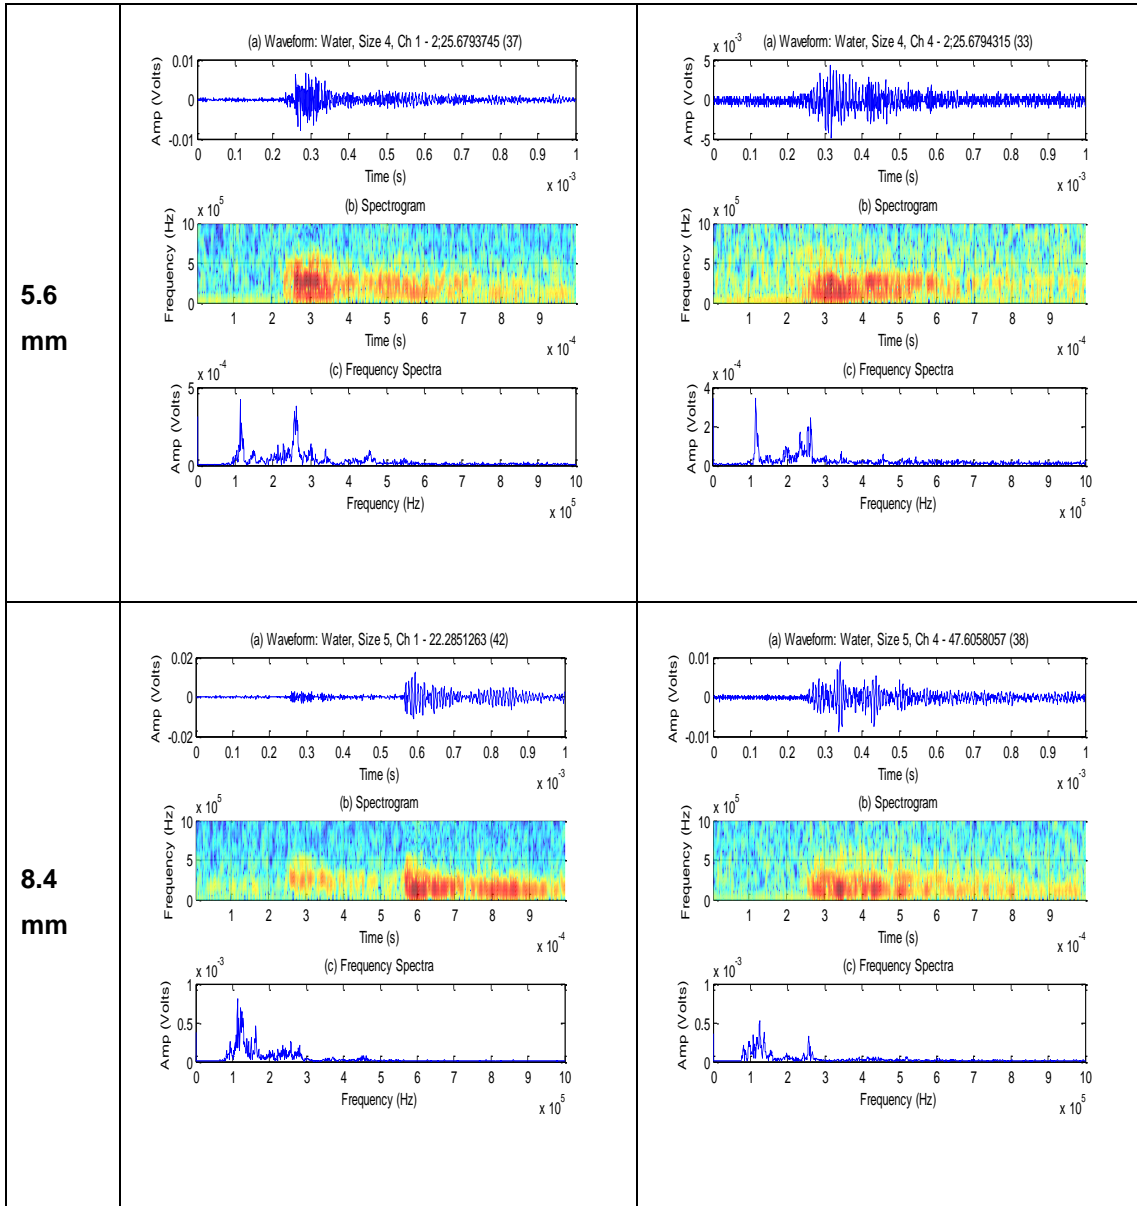 5.6
mm
(a) Waveform: Water, Size 4, Ch 1 - 2;25.6793745 (37)
Amp (Volts)
0.01
0
-0.01
0 0.1 0.2 0.3 0.4 0.5 0.6 0.7 0.8 0.9 1
Time (s)
x 10^-3
(b) Spectrogram
x 10^5
Frequency (Hz)
10
5
0
1 2 3 4 5 6 7 8 9
Time (s)
x 10^-4
(c) Frequency Spectra
x 10^-4
Amp (Volts)
5
0
0 1 2 3 4 5 6 7 8 9 10
Frequency (Hz)
x 10^5
(a) Waveform: Water, Size 4, Ch 4 - 2;25.6794315 (33)
x 10^-3
Amp (Volts)
5
0
-5
0 0.1 0.2 0.3 0.4 0.5 0.6 0.7 0.8 0.9 1
Time (s)
x 10^-3
(b) Spectrogram
x 10^5
Frequency (Hz)
10
5
0
1 2 3 4 5 6 7 8 9
Time (s)
x 10^-4
(c) Frequency Spectra
x 10^-4
Amp (Volts)
4
2
0
0 1 2 3 4 5 6 7 8 9 10
Frequency (Hz)
x 10^5
8.4
mm
(a) Waveform: Water, Size 5, Ch 1 - 22.2851263 (42)
Amp (Volts)
0.02
0
-0.02
0 0.1 0.2 0.3 0.4 0.5 0.6 0.7 0.8 0.9 1
Time (s)
x 10^-3
(b) Spectrogram
x 10^5
Frequency (Hz)
10
5
0
1 2 3 4 5 6 7 8 9
Time (s)
x 10^-4
(c) Frequency Spectra
x 10^-3
Amp (Volts)
1
0.5
0
0 1 2 3 4 5 6 7 8 9 10
Frequency (Hz)
x 10^5
(a) Waveform: Water, Size 5, Ch 4 - 47.6058057 (38)
Amp (Volts)
0.01
0
-0.01
0 0.1 0.2 0.3 0.4 0.5 0.6 0.7 0.8 0.9 1
Time (s)
x 10^-3
(b) Spectrogram
x 10^5
Frequency (Hz)
10
5
0
1 2 3 4 5 6 7 8 9
Time (s)
x 10^-4
(c) Frequency Spectra
x 10^-3
Amp (Volts)
1
0.5
0
0 1 2 3 4 5 6 7 8 9 10
Frequency (Hz)
x 10^5